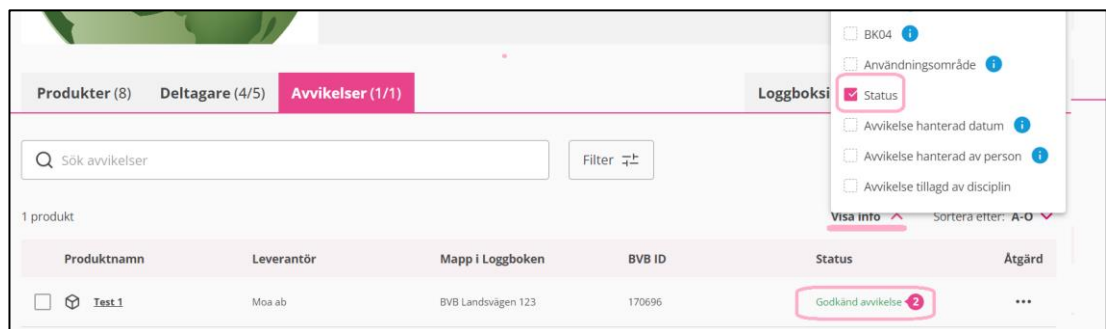 BK04
Användningsområde
Status
Avvikelse hanterad datum
Avvikelse hanterad av person
Avvikelse tillagd av disciplin
Produkter (8) Deltagare (4/5) Avvikelser (1/1) Loggboksi
Sök avvikelser Filter
1 produkt Visa info Sortera efter: A-O
Produktnamn Leverantör Mapp i Loggboken BVB ID Status Åtgärd
Test 1 Moa ab BVB Landsvägen 123 170696 Godkänd avvikelse 2